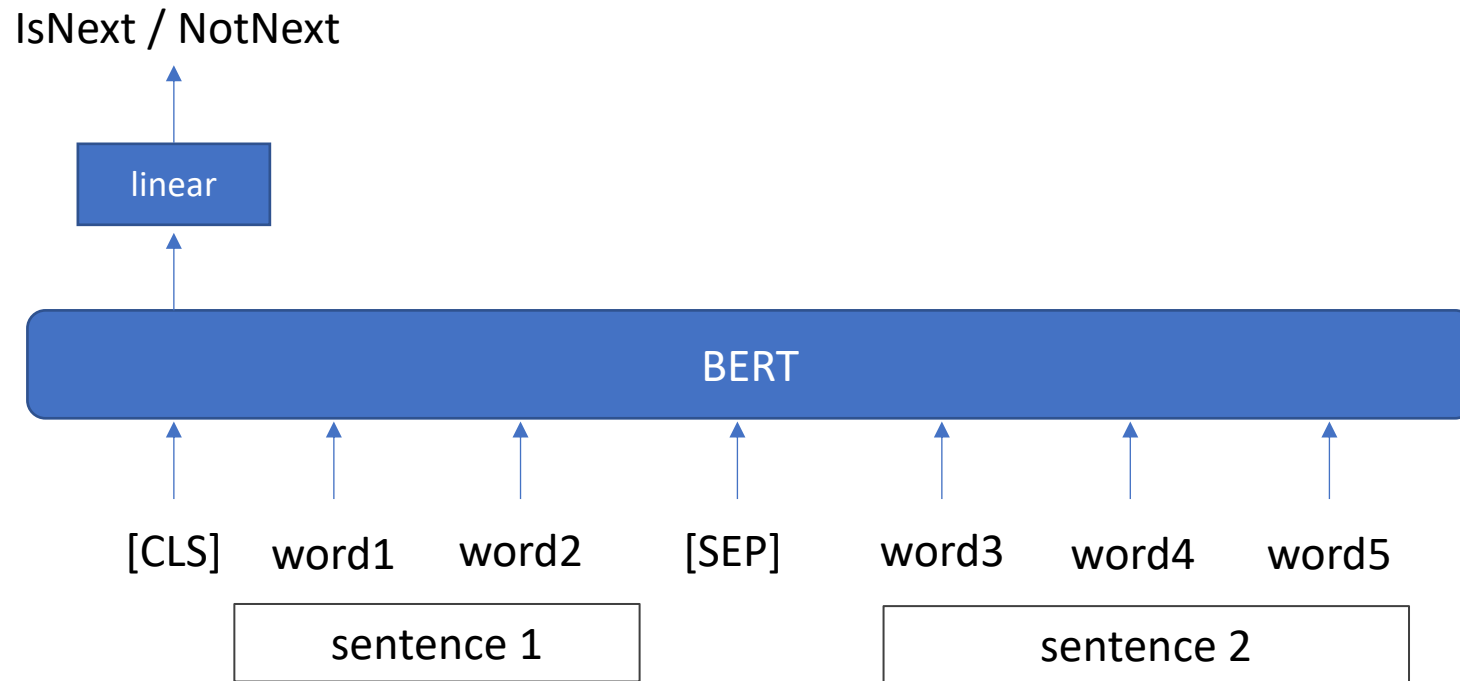 IsNext / NotNext
linear
BERT
[CLS] word1 word2 [SEP] word3 word4 word5
sentence 1 sentence 2